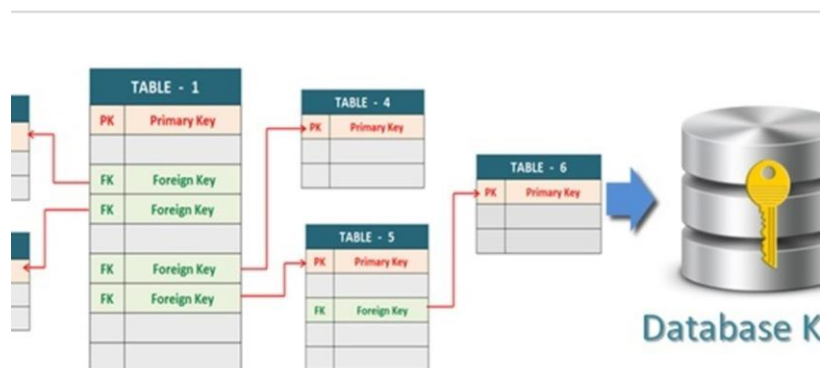 TABLE - 1
PK Primary Key
FK Foreign Key
FK Foreign Key
FK Foreign Key
FK Foreign Key
TABLE - 4
PK Primary Key
TABLE - 5
PK Primary Key
FK Foreign Key
TABLE - 6
PK Primary Key
Database K